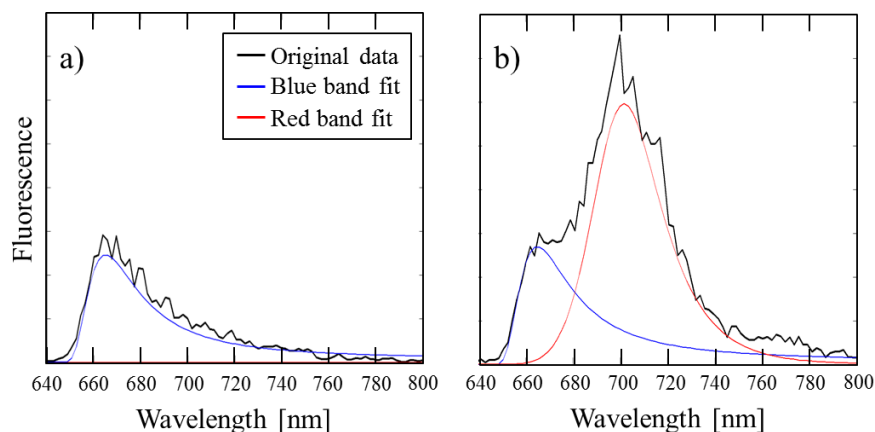 a)
Original data
Blue band fit
Red band fit
Fluorescence
640 660 680 700 720 740 760 780 800
Wavelength [nm]
b)
640 660 680 700 720 740 760 780 800
Wavelength [nm]